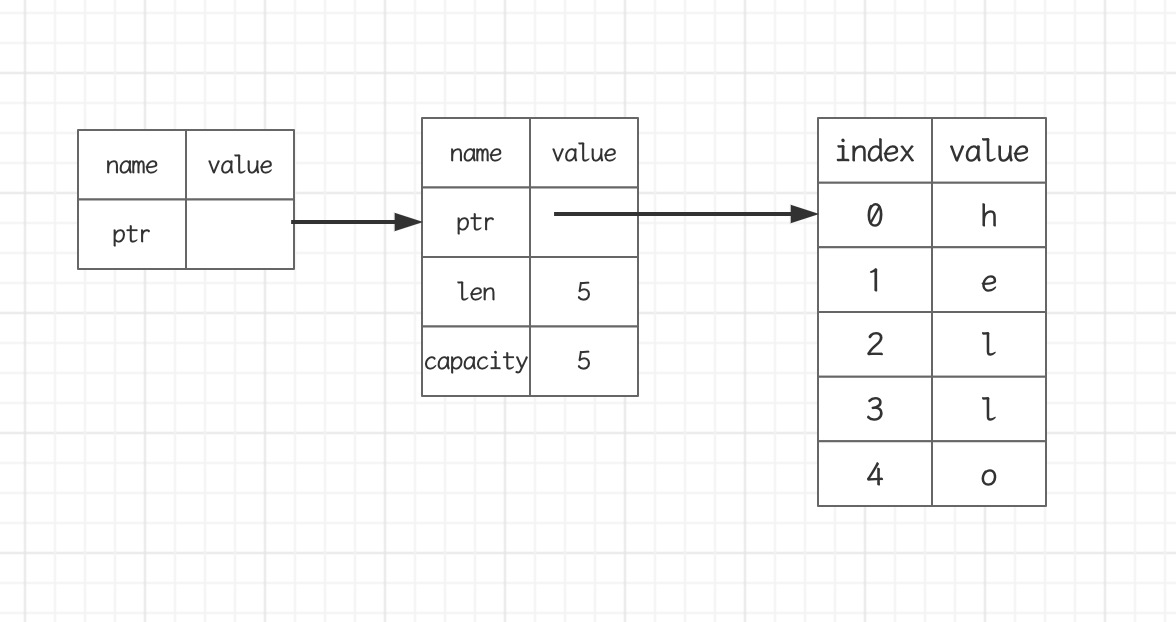 name value
ptr
name value
ptr
len 5
capacity 5
index value
0 h
1 e
2 l
3 l
4 o